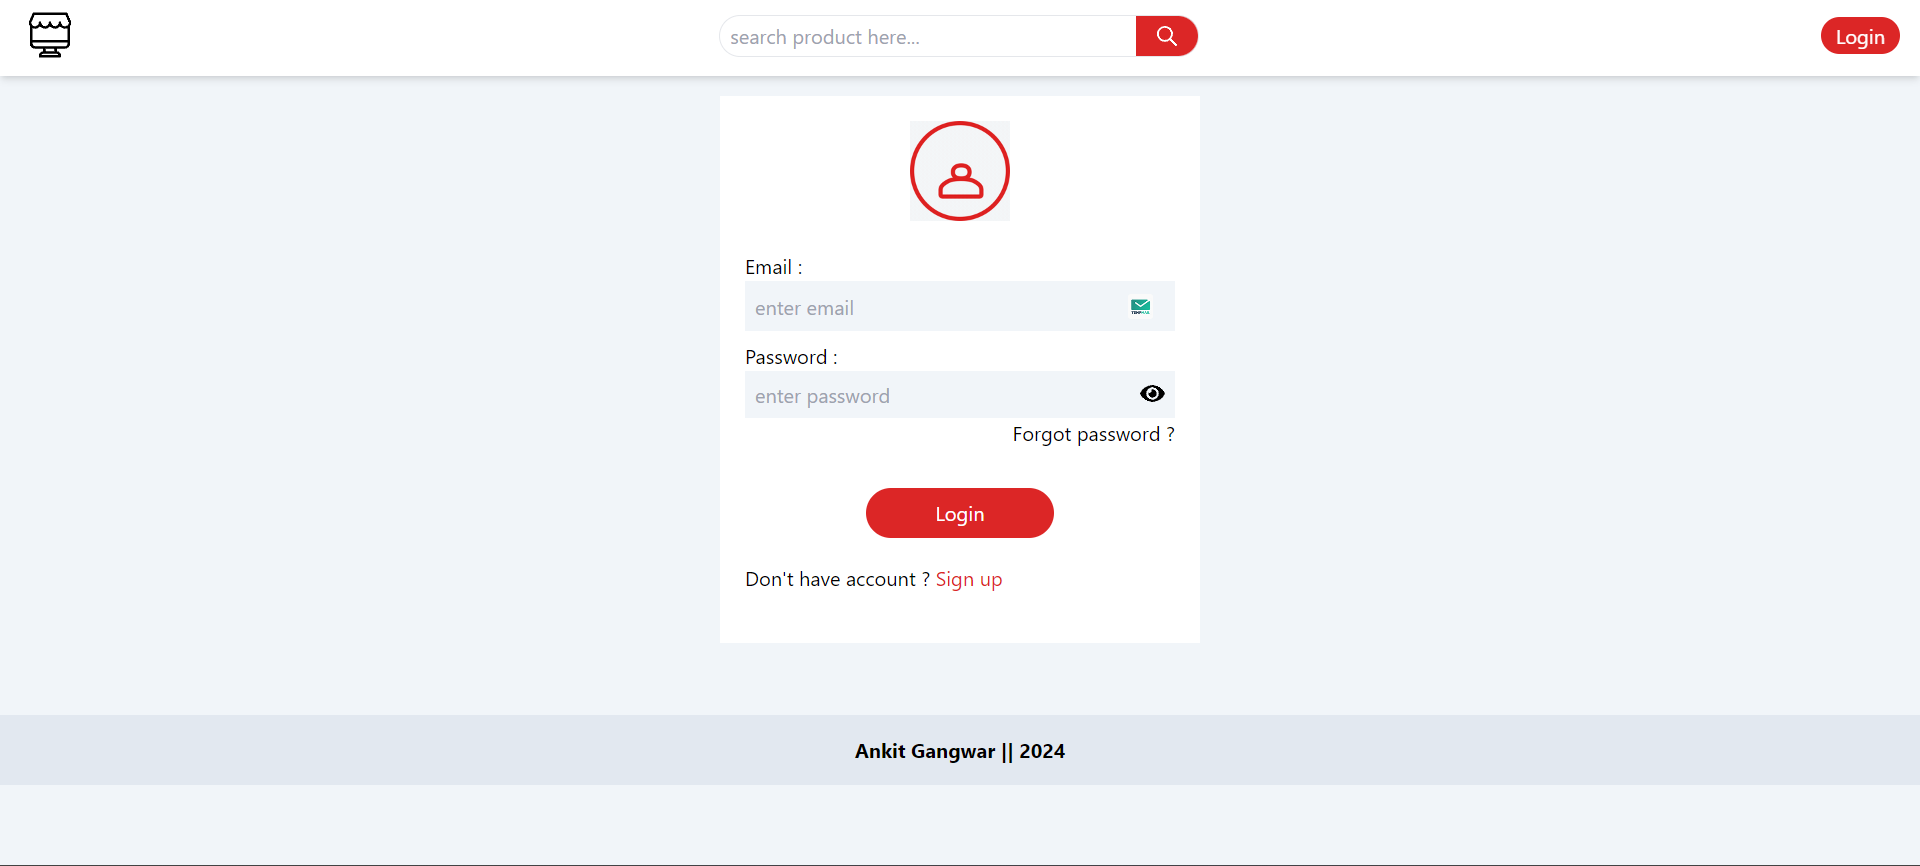 search product here...
Login
Email :
enter email
Password :
enter password
Forgot password ?
Login
Don't have account ? Sign up
Ankit Gangwar || 2024